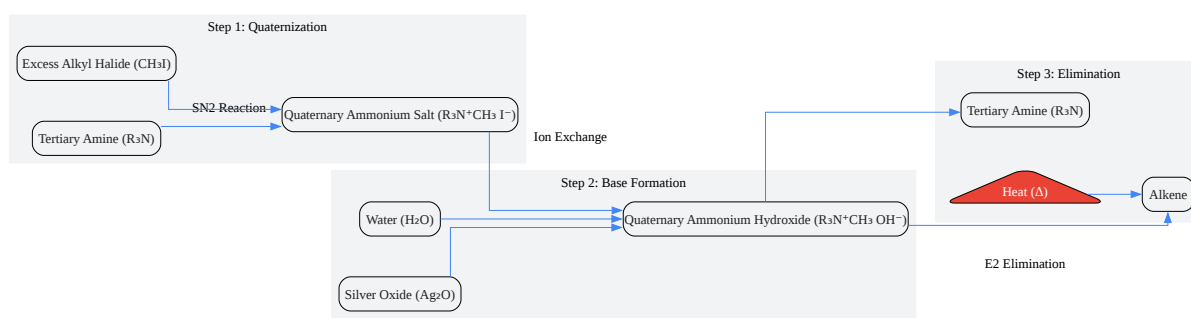 Step 1: Quaternization
Excess Alkyl Halide (CH₃I)
SN2 Reaction
Quaternary Ammonium Salt (R₃N⁺CH₃ I⁻)
Tertiary Amine (R₃N)
Ion Exchange
Step 2: Base Formation
Water (H₂O)
Quaternary Ammonium Hydroxide (R₃N⁺CH₃ OH⁻)
Silver Oxide (Ag₂O)
Step 3: Elimination
Tertiary Amine (R₃N)
Heat (Δ)
Alkene
E2 Elimination